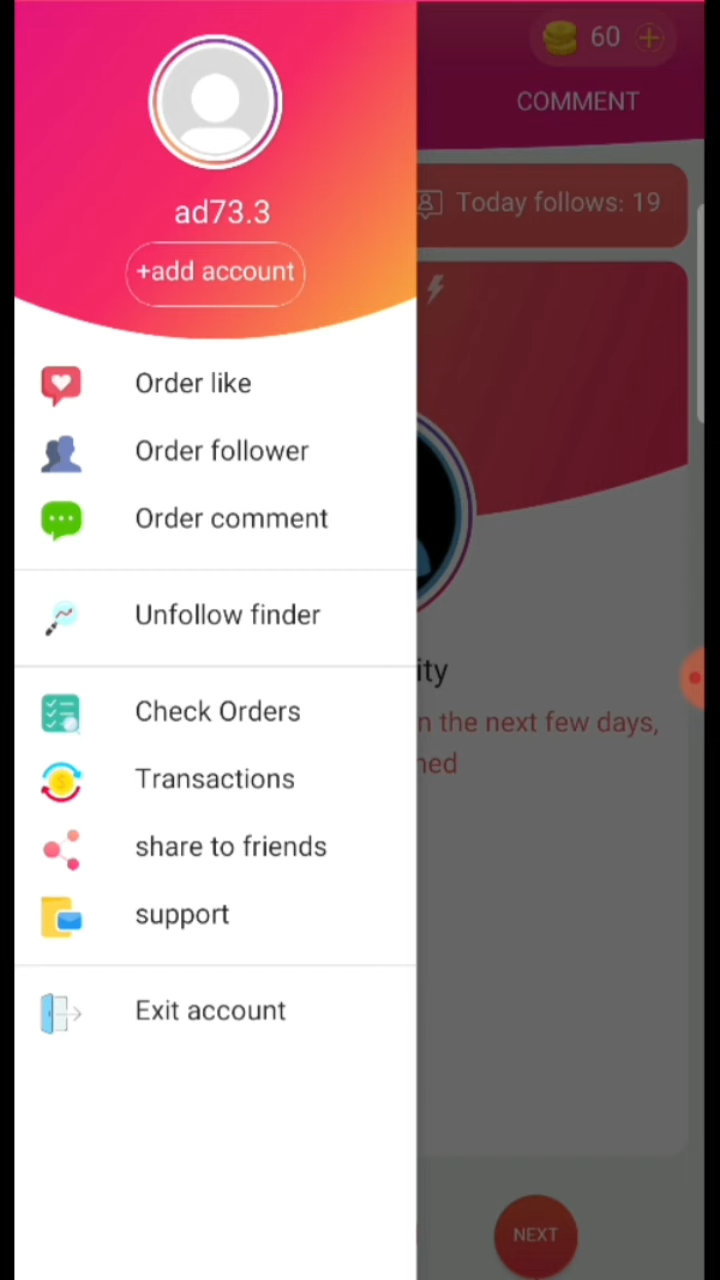 60
COMMENT
Today follows: 19
ad73.3
+add account
Order like
Order follower
Order comment
Unfollow finder
ity
n the next few days,
ned
Check Orders
Transactions
share to friends
support
Exit account
NEXT